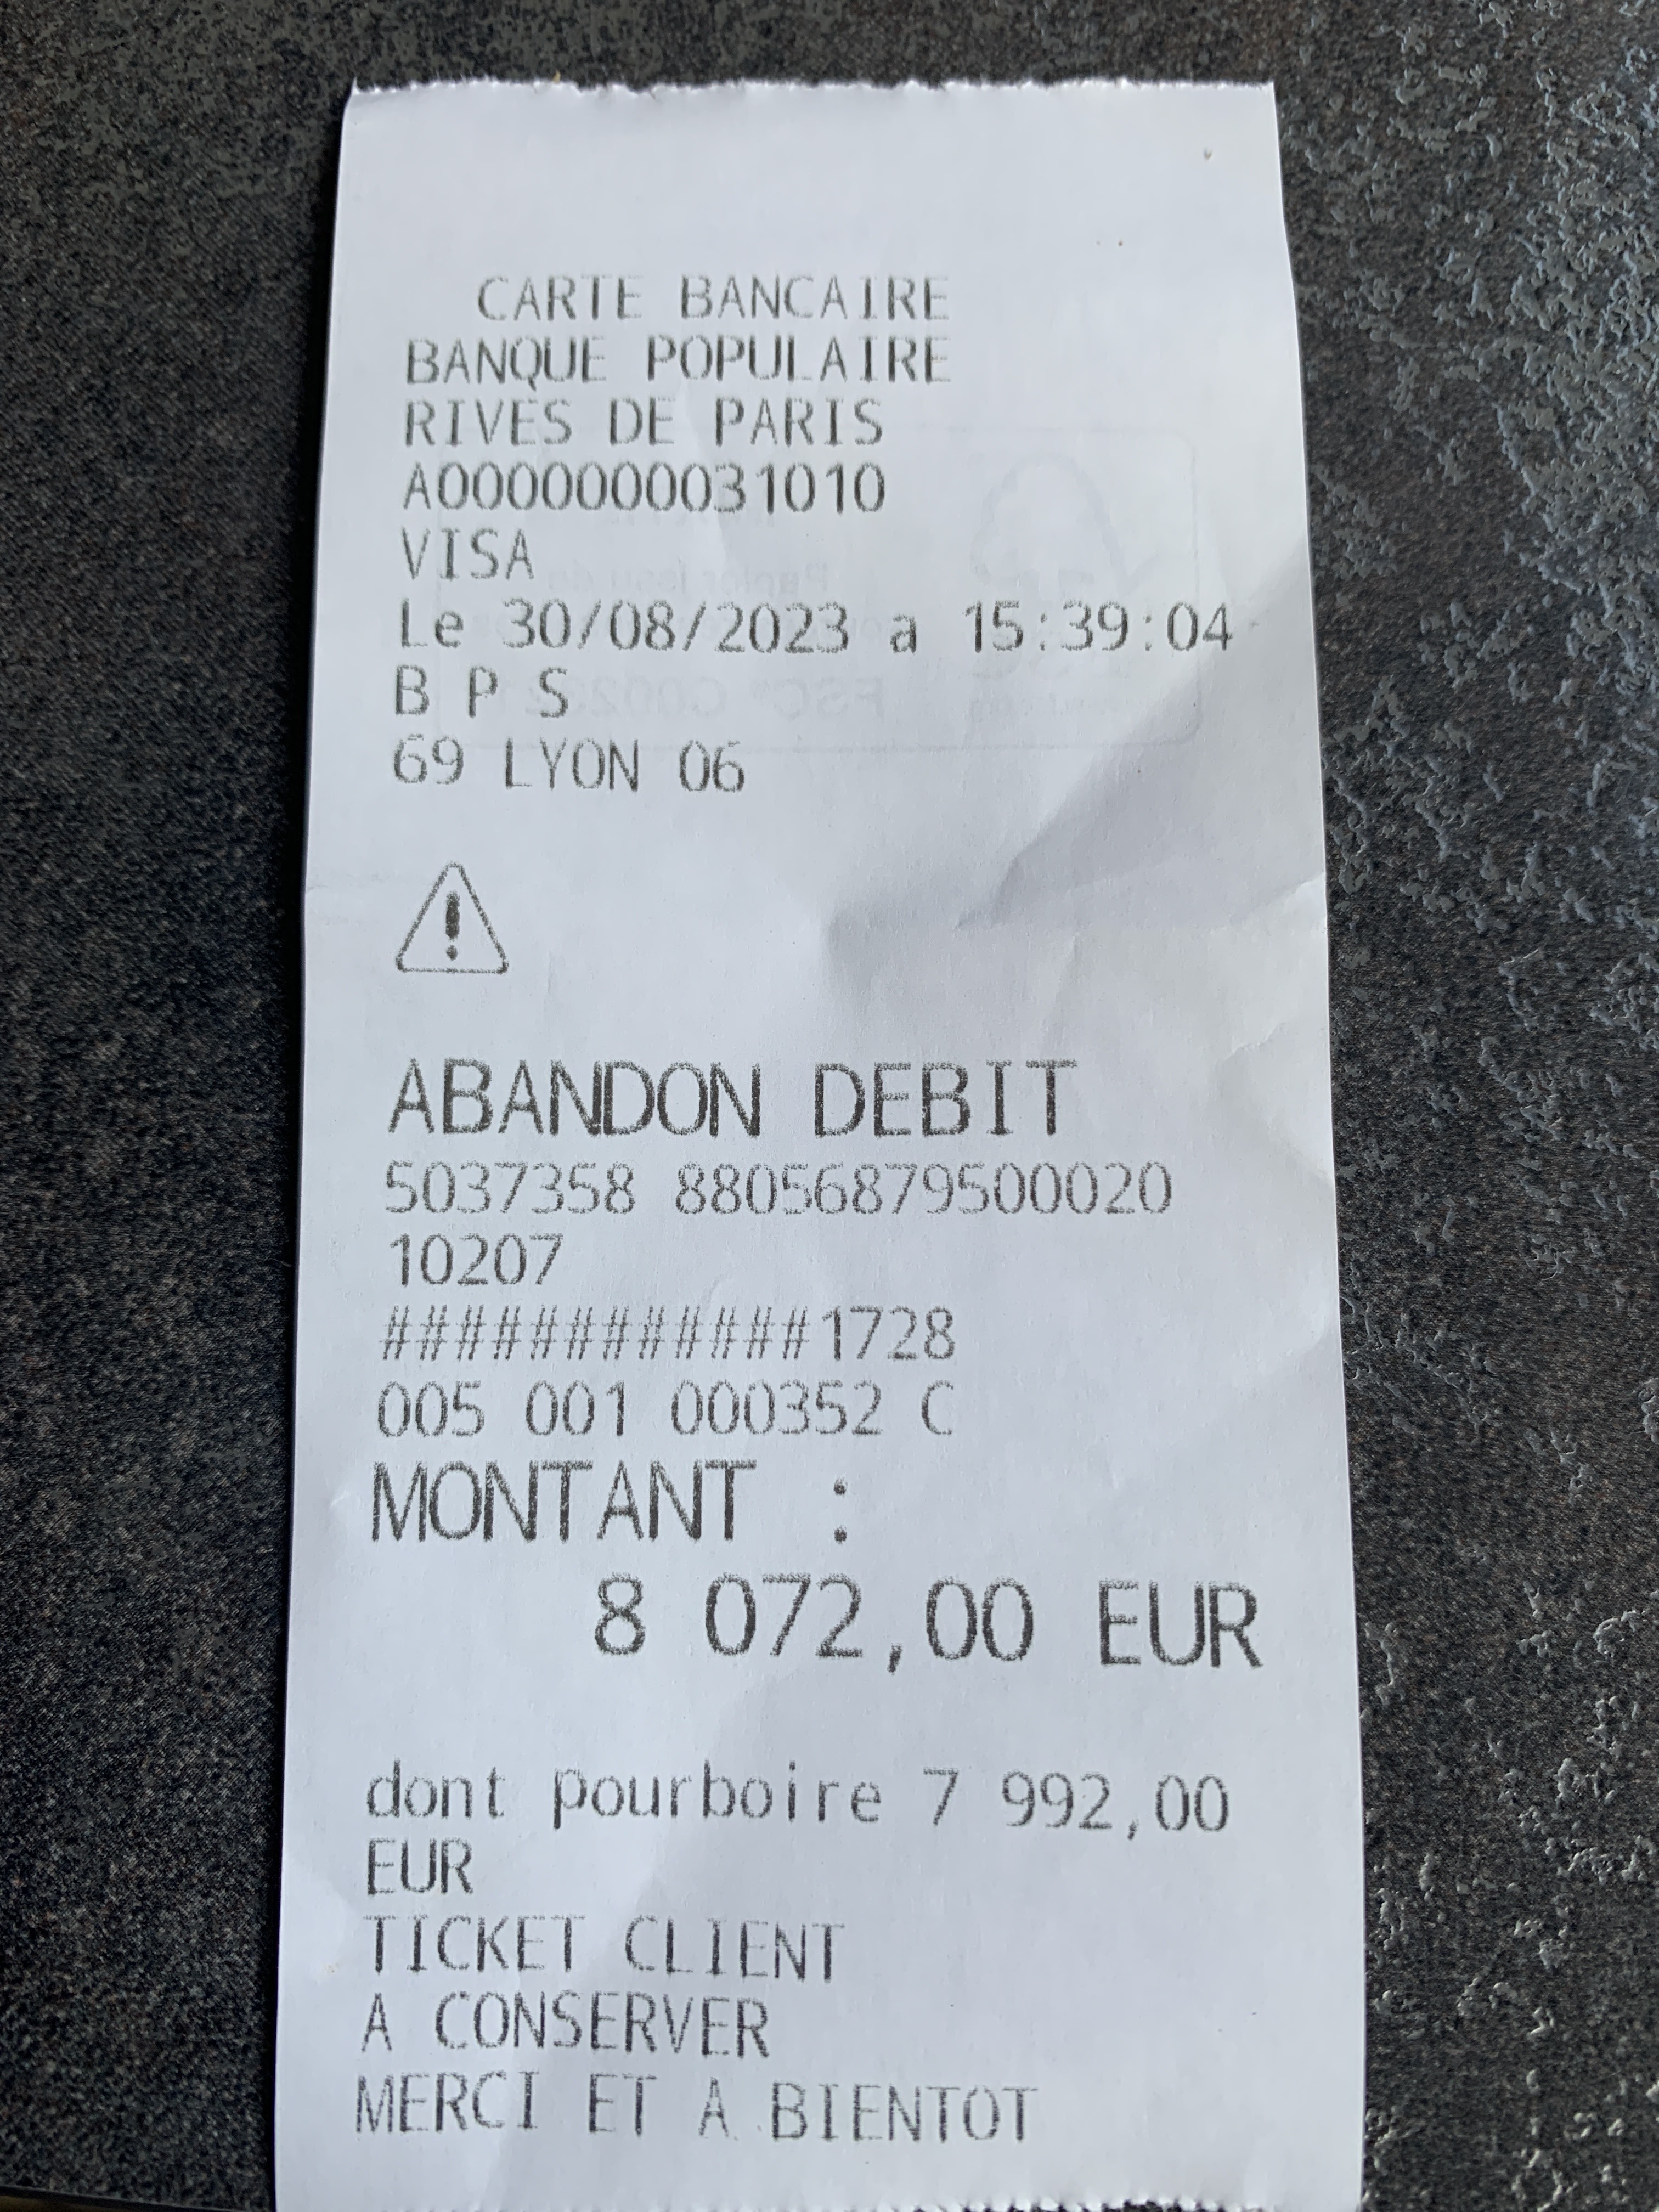 CARTE BANCAIRE
BANQUE POPULAIRE
RIVES DE PARIS
A0000000031010
VISA
Le 30/08/2023 a 15:39:04
B P S
69 LYON 06
ABANDON DEBIT
5037358 88056879500020
10207
############1728
005 001 000352 C
MONTANT :
8 072,00 EUR
dont pourboire 7 992,00
EUR
TICKET CLIENT
A CONSERVER
MERCI ET A BIENTOT